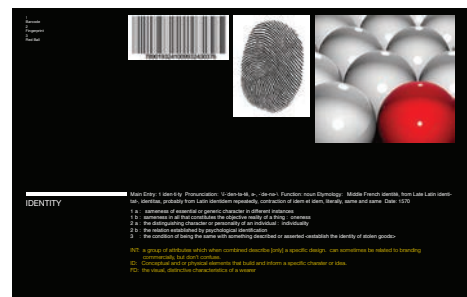 1
Barcode
2
Fingerprint
3
Red Ball
IDENTITY
Main Entry: 1 iden·ti·ty Pronunciation: \ī-ˈden-tə-tē, ə-, -ˈde-nə-\ Function: noun Etymology: Middle French identité, from Late Latin identi-
tat-, identitas, probably from Latin identidem repeatedly, contraction of idem et idem, literally, same and same Date: 1570
1 a : sameness of essential or generic character in different instances
1 b : sameness in all that constitutes the objective reality of a thing : oneness
2 a : the distinguishing character or personality of an individual : individuality
2 b : the relation established by psychological identification
3 : the condition of being the same with something described or asserted <establish the identity of stolen goods>
INT: a group of attributes which when combined describe [only] a specific design. can sometimes be related to branding
commercially, but don't confuse.
ID: Conceptual and or physical elements that build and inform a specific charater or idea.
FD: the visual, distinctive characteristics of a wearer